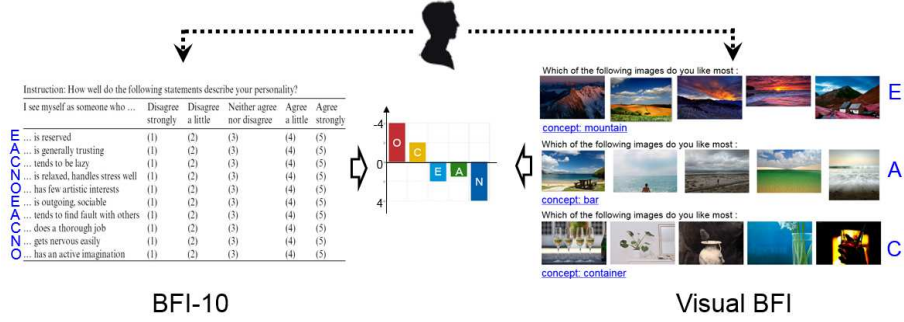 Instruction: How well do the following statements describe your personality?
I see myself as someone who … Disagree strongly Disagree a little Neither agree nor disagree Agree a little Agree strongly
E … is reserved (1) (2) (3) (4) (5)
A … is generally trusting (1) (2) (3) (4) (5)
C … tends to be lazy (1) (2) (3) (4) (5)
N … is relaxed, handles stress well (1) (2) (3) (4) (5)
O … has few artistic interests (1) (2) (3) (4) (5)
E … is outgoing, sociable (1) (2) (3) (4) (5)
A … tends to find fault with others (1) (2) (3) (4) (5)
C … does a thorough job (1) (2) (3) (4) (5)
N … gets nervous easily (1) (2) (3) (4) (5)
O … has an active imagination (1) (2) (3) (4) (5)
BFI-10
-4
0
4
O C E A N
Which of the following images do you like most :
E
concept: mountain
Which of the following images do you like most :
A
concept: bar
Which of the following images do you like most :
C
concept: container
Visual BFI